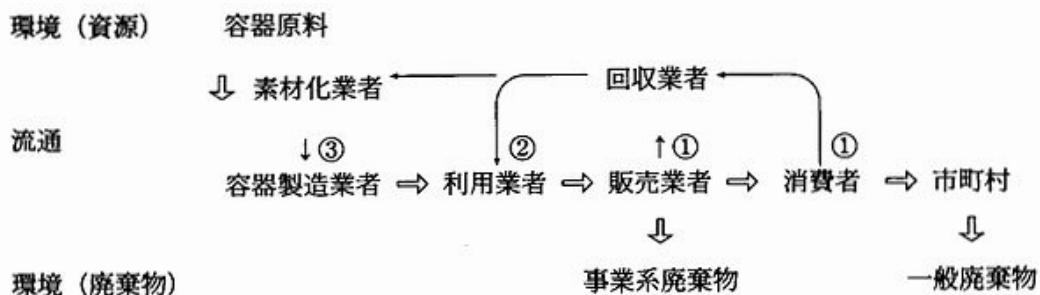 環境（資源） 容器原料
⇩ 素材化業者 回収業者
流通 ↓③ ② ↑① ①
容器製造業者 ⇨ 利用業者 ⇨ 販売業者 ⇨ 消費者 ⇨ 市町村
⇩ ⇩
環境（廃棄物） 事業系廃棄物 一般廃棄物